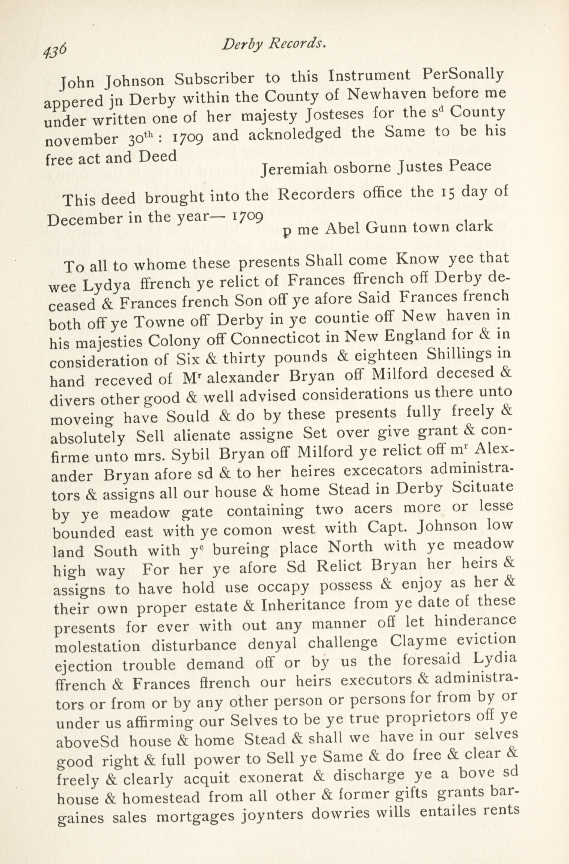 436
Derby Records.
John Johnson Subscriber to this Instrument PerSonally
appered jn Derby within the County of Newhaven before me
under written one of her majesty Josteses for the sᵈ County
november 30ᵗʰ : 1709 and acknoledged the Same to be his
free act and Deed
Jeremiah osborne Justes Peace
This deed brought into the Recorders office the 15 day of
December in the year— 1709
p me Abel Gunn town clark
To all to whome these presents Shall come Know yee that
wee Lydya ffrench ye relict of Frances ffrench off Derby de-
ceased & Frances french Son off ye afore Said Frances french
both off ye Towne off Derby in ye countie off New haven in
his majesties Colony off Connecticot in New England for & in
consideration of Six & thirty pounds & eighteen Shillings in
hand receved of Mʳ alexander Bryan off Milford decesed &
divers other good & well advised considerations us there unto
moveing have Sould & do by these presents fully freely &
absolutely Sell alienate assigne Set over give grant & con-
firme unto mrs. Sybil Bryan off Milford ye relict off mʳ Alex-
ander Bryan afore sd & to her heires excecators administra-
tors & assigns all our house & home Stead in Derby Scituate
by ye meadow gate containing two acers more or lesse
bounded east with ye comon west with Capt. Johnson low
land South with yᵉ bureing place North with ye meadow
high way For her ye afore Sd Relict Bryan her heirs &
assigns to have hold use occapy possess & enjoy as her &
their own proper estate & Inheritance from ye date of these
presents for ever with out any manner off let hinderance
molestation disturbance denyal challenge Clayme eviction
ejection trouble demand off or by us the foresaid Lydia
ffrench & Frances ffrench our heirs executors & administra-
tors or from or by any other person or persons for from by or
under us affirming our Selves to be ye true proprietors off ye
aboveSd house & home Stead & shall we have in our selves
good right & full power to Sell ye Same & do free & clear &
freely & clearly acquit exonerat & discharge ye a bove sd
house & homestead from all other & former gifts grants bar-
gaines sales mortgages joynters dowries wills entailes rents